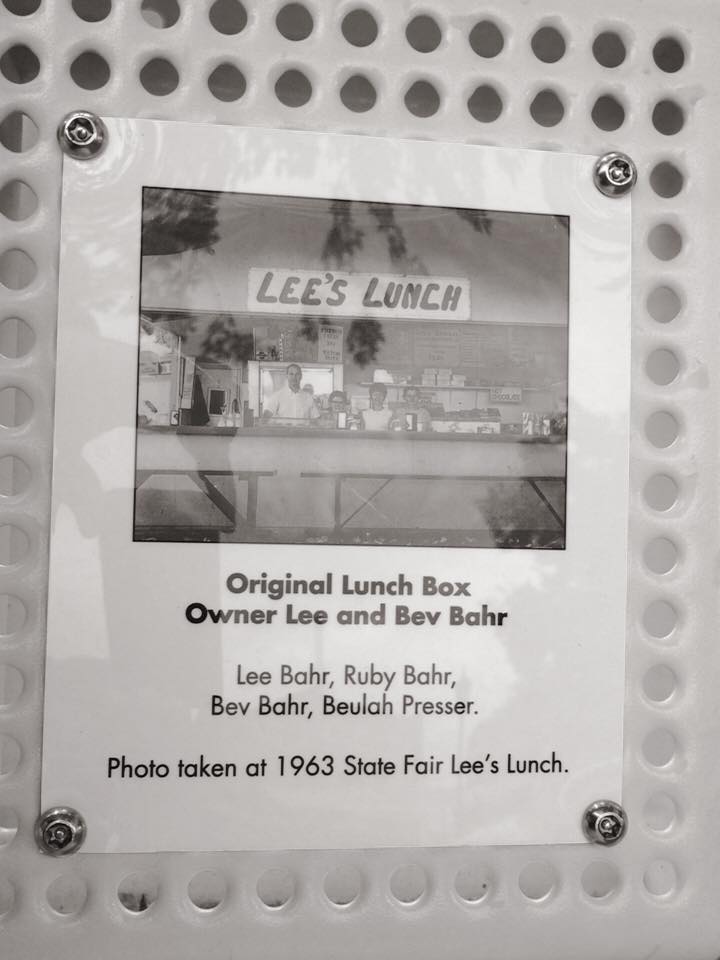 LEE'S LUNCH
Original Lunch Box
Owner Lee and Bev Bahr
Lee Bahr, Ruby Bahr,
Bev Bahr, Beulah Presser.
Photo taken at 1963 State Fair Lee's Lunch.